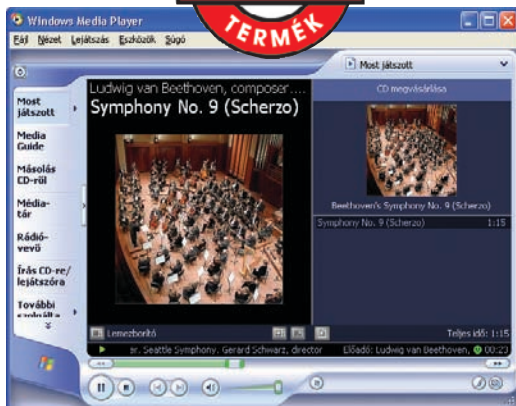 TERMÉK
Windows Media Player
Fájl Nézet Lejátszás Eszközök Súgó
Most játszott
Most
játszott
Media
Guide
Másolás
CD-ről
Média-
tár
Rádió-
vevő
Írás CD-re/
lejátszóra
További
Ludwig van Beethoven, composer....
Symphony No. 9 (Scherzo)
CD megvásárlása
Beethoven's Symphony No. 9 (Scherzo)
Symphony No. 9 (Scherzo) 1:15
Lemezborító
Teljes idő: 1:15
er, Seattle Symphony, Gerard Schwarz, director
Előadó: Ludwig van Beethoven, 00:23